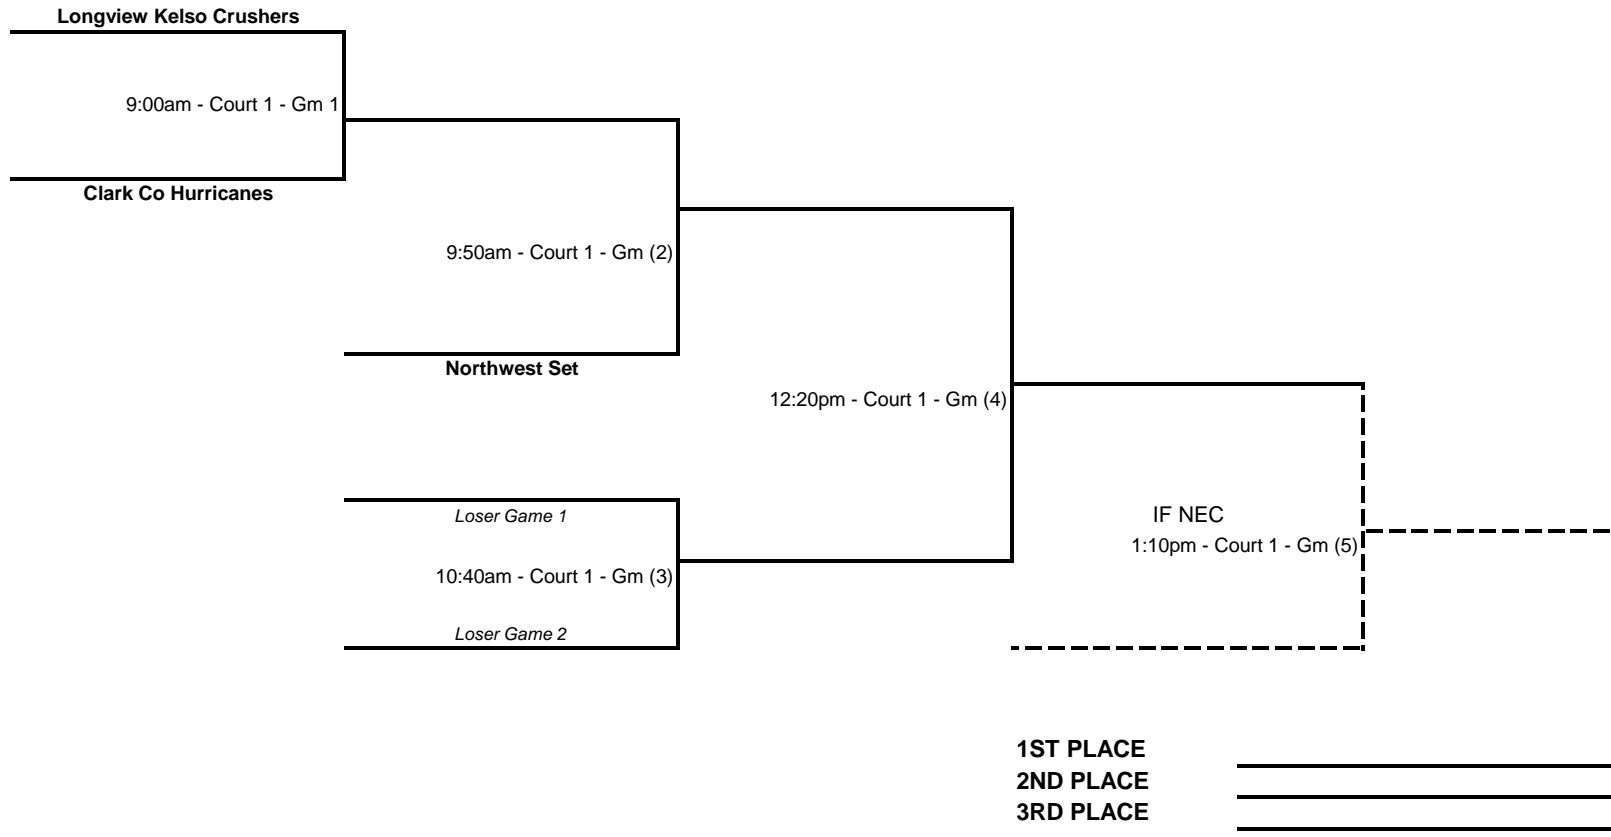 Longview Kelso Crushers
9:00am - Court 1 - Gm 1
Clark Co Hurricanes
9:50am - Court 1 - Gm (2)
Northwest Set
12:20pm - Court 1 - Gm (4)
Loser Game 1
IF NEC
1:10pm - Court 1 - Gm (5)
10:40am - Court 1 - Gm (3)
Loser Game 2
1ST PLACE
2ND PLACE
3RD PLACE